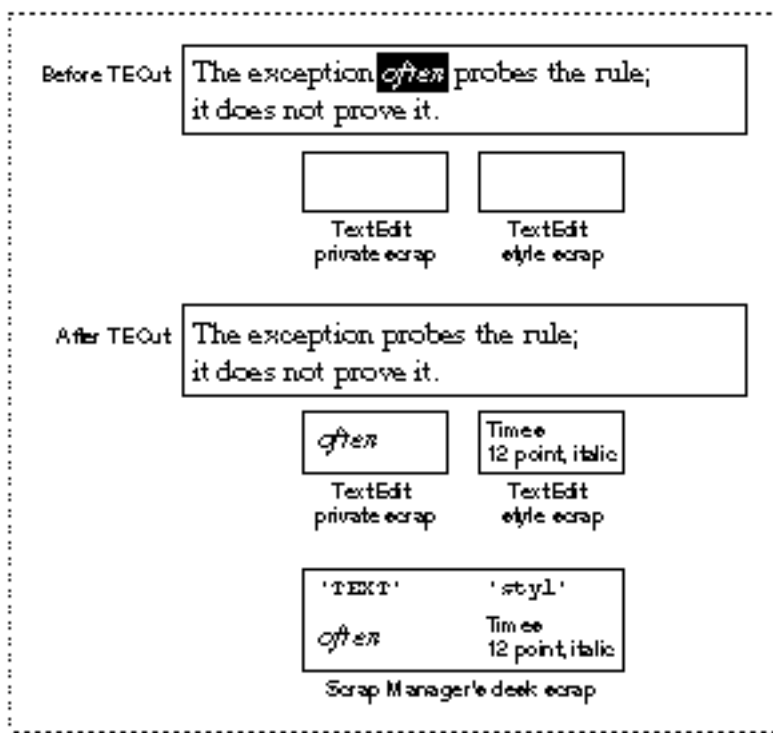 Before TECut
The exception often probes the rule;
it does not prove it.
TextEdit
private scrap
TextEdit
style scrap
After TECut
The exception probes the rule;
it does not prove it.
often
Times
12 point, italic
TextEdit
private scrap
TextEdit
style scrap
'TEXT' 'styl'
often
Times
12 point, italic
Scrap Manager's desk scrap